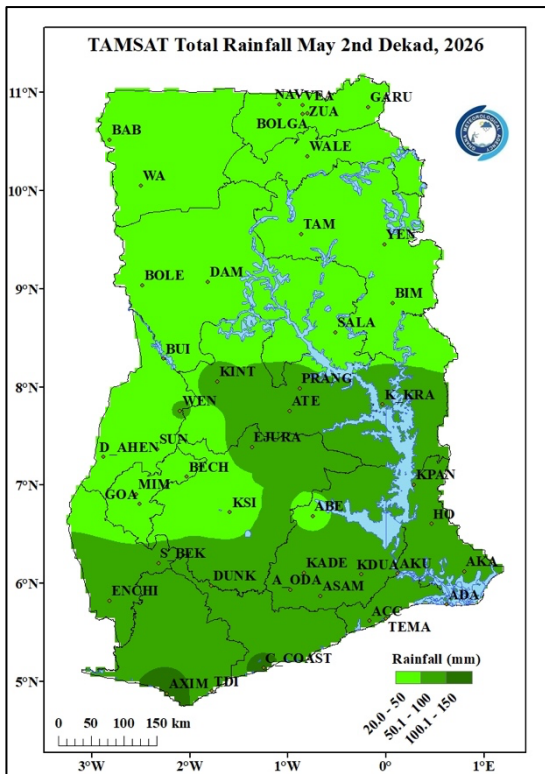 TAMSAT Total Rainfall May 2nd Dekad, 2026
11°N
NAVVEA
GARU
ZUA
BAB
BOLGA
WALE
10°N
WA
TAM
YEN
9°N
BOLE
DAM
BIM
SALA
BUI
8°N
KINT
PRANG
WEN
ATE
K_KRA
SUN
EJURA
D_AHEN
7°N
BECH
KPAN
MIM
GOA
KSI
ABE
HO
S_BEK
6°N
DUNK
KADE
KDUAAKU
AKA
ENCHI
A_ODA
ASAM
ADA
ACC
TEMA
C_COAST
5°N
AXIM
TDI
Rainfall (mm)
20.0 - 50
50.1 - 100
100.1 - 150
0 50 100 150 km
3°W 2°W 1°W 0° 1°E